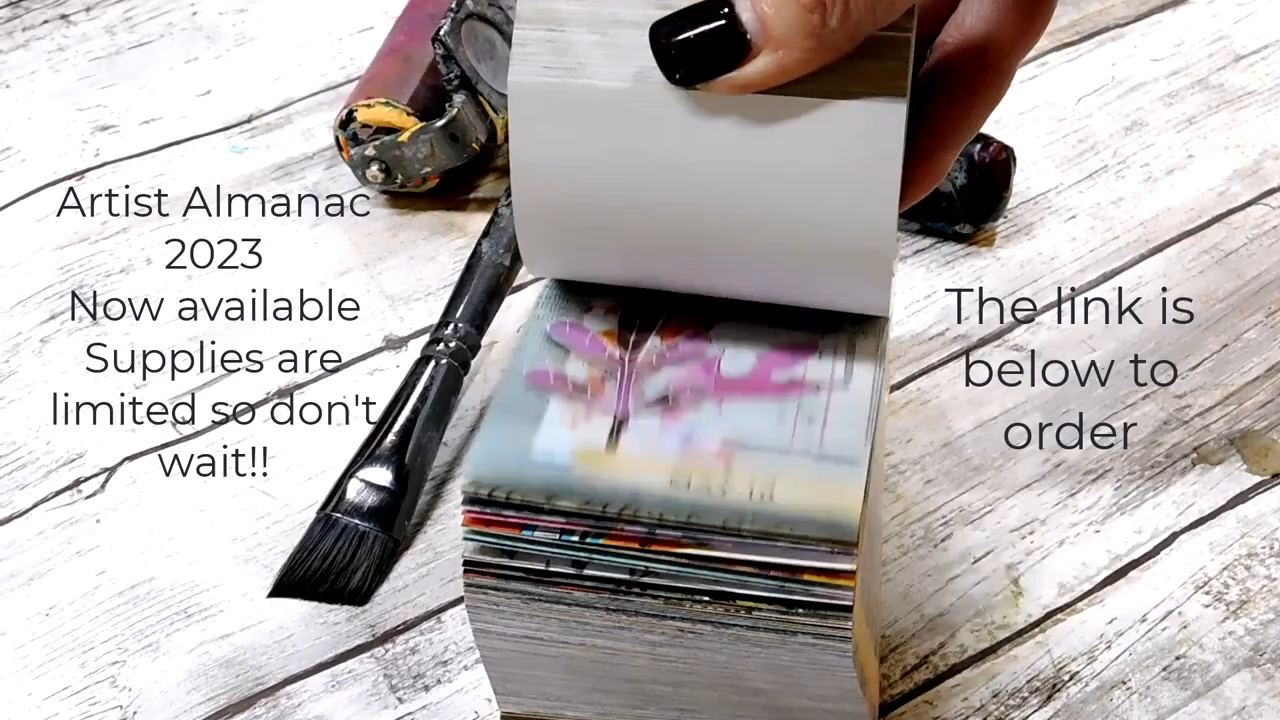 Artist Almanac
2023
Now available
Supplies are
limited so don't
wait!!
The link is
below to
order